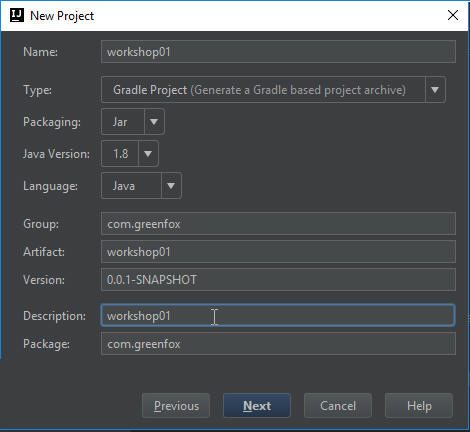 New Project
Name: workshop01
Type: Gradle Project (Generate a Gradle based project archive)
Packaging: Jar
Java Version: 1.8
Language: Java
Group: com.greenfox
Artifact: workshop01
Version: 0.0.1-SNAPSHOT
Description: workshop01
Package: com.greenfox
Previous Next Cancel Help